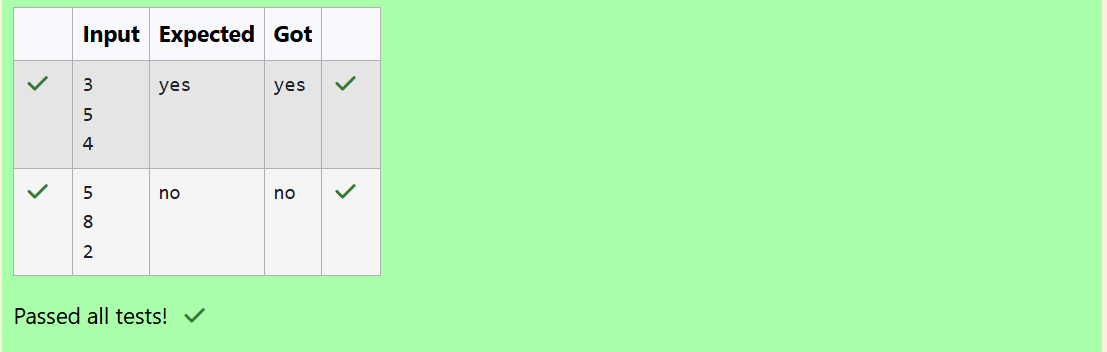 Input Expected Got
3 yes yes
5
4
5 no no
8
2
Passed all tests!